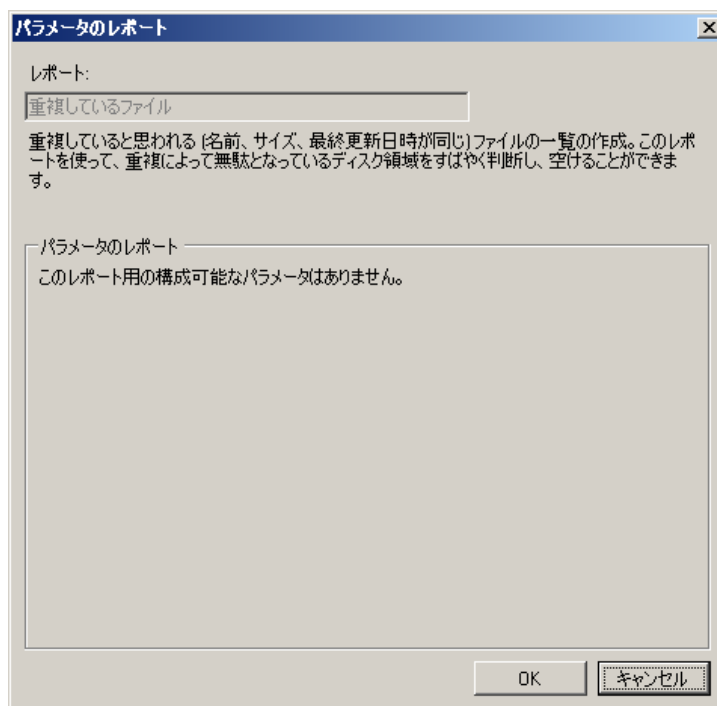 パラメータのレポート
レポート:
重複しているファイル
重複していると思われる (名前、サイズ、最終更新日時が同じ)ファイルの一覧の作成。このレポ
ートを使って、重複によって無駄となっているディスク領域をすばやく判断し、空けることができま
す。
パラメータのレポート
このレポート用の構成可能なパラメータはありません。
OK
キャンセル